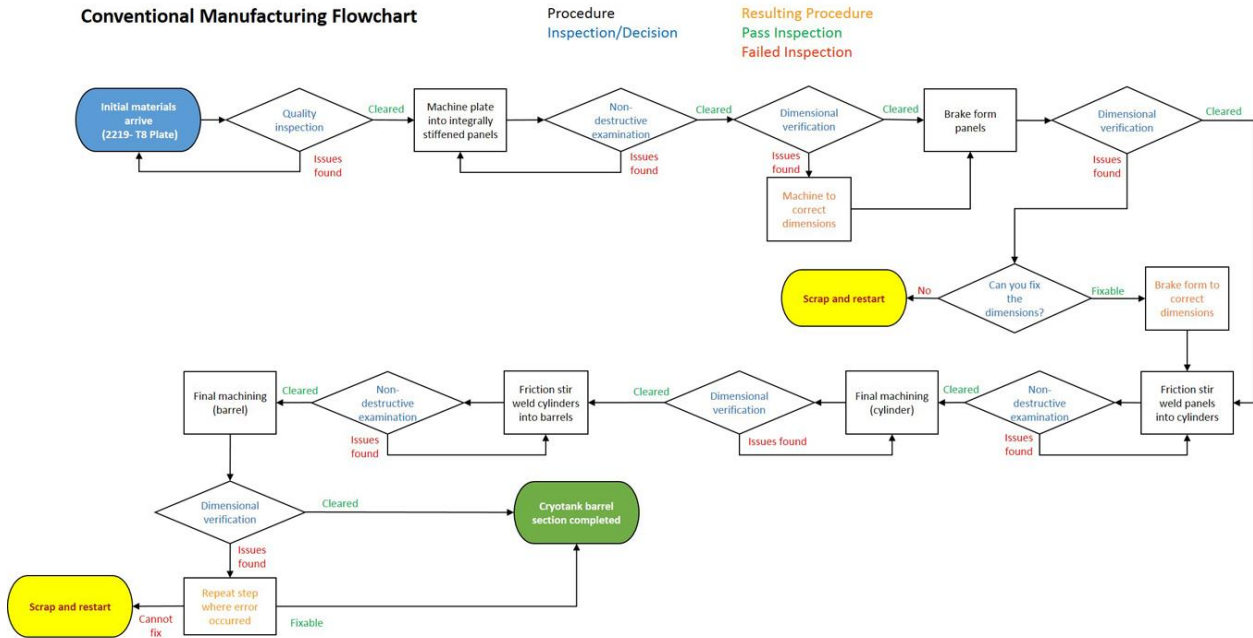 Conventional Manufacturing Flowchart
Procedure
Inspection/Decision
Resulting Procedure
Pass Inspection
Failed Inspection
Initial materials
arrive
(2219- T8 Plate)
Quality
inspection
Cleared
Issues
found
Machine plate
into integrally
stiffened panels
Non-
destructive
examination
Cleared
Issues
found
Dimensional
verification
Cleared
Issues
found
Machine to
correct
dimensions
Brake form
panels
Dimensional
verification
Cleared
Issues
found
Scrap and restart
No
Can you fix
the
dimensions?
Fixable
Brake form to
correct
dimensions
Final machining
(barrel)
Cleared
Non-
destructive
examination
Issues
found
Friction stir
weld cylinders
into barrels
Cleared
Dimensional
verification
Issues found
Final machining
(cylinder)
Cleared
Non-
destructive
examination
Issues
found
Friction stir
weld panels
into cylinders
Dimensional
verification
Cleared
Issues
found
Cryotank barrel
section completed
Scrap and restart
Cannot
fix
Repeat step
where error
occurred
Fixable